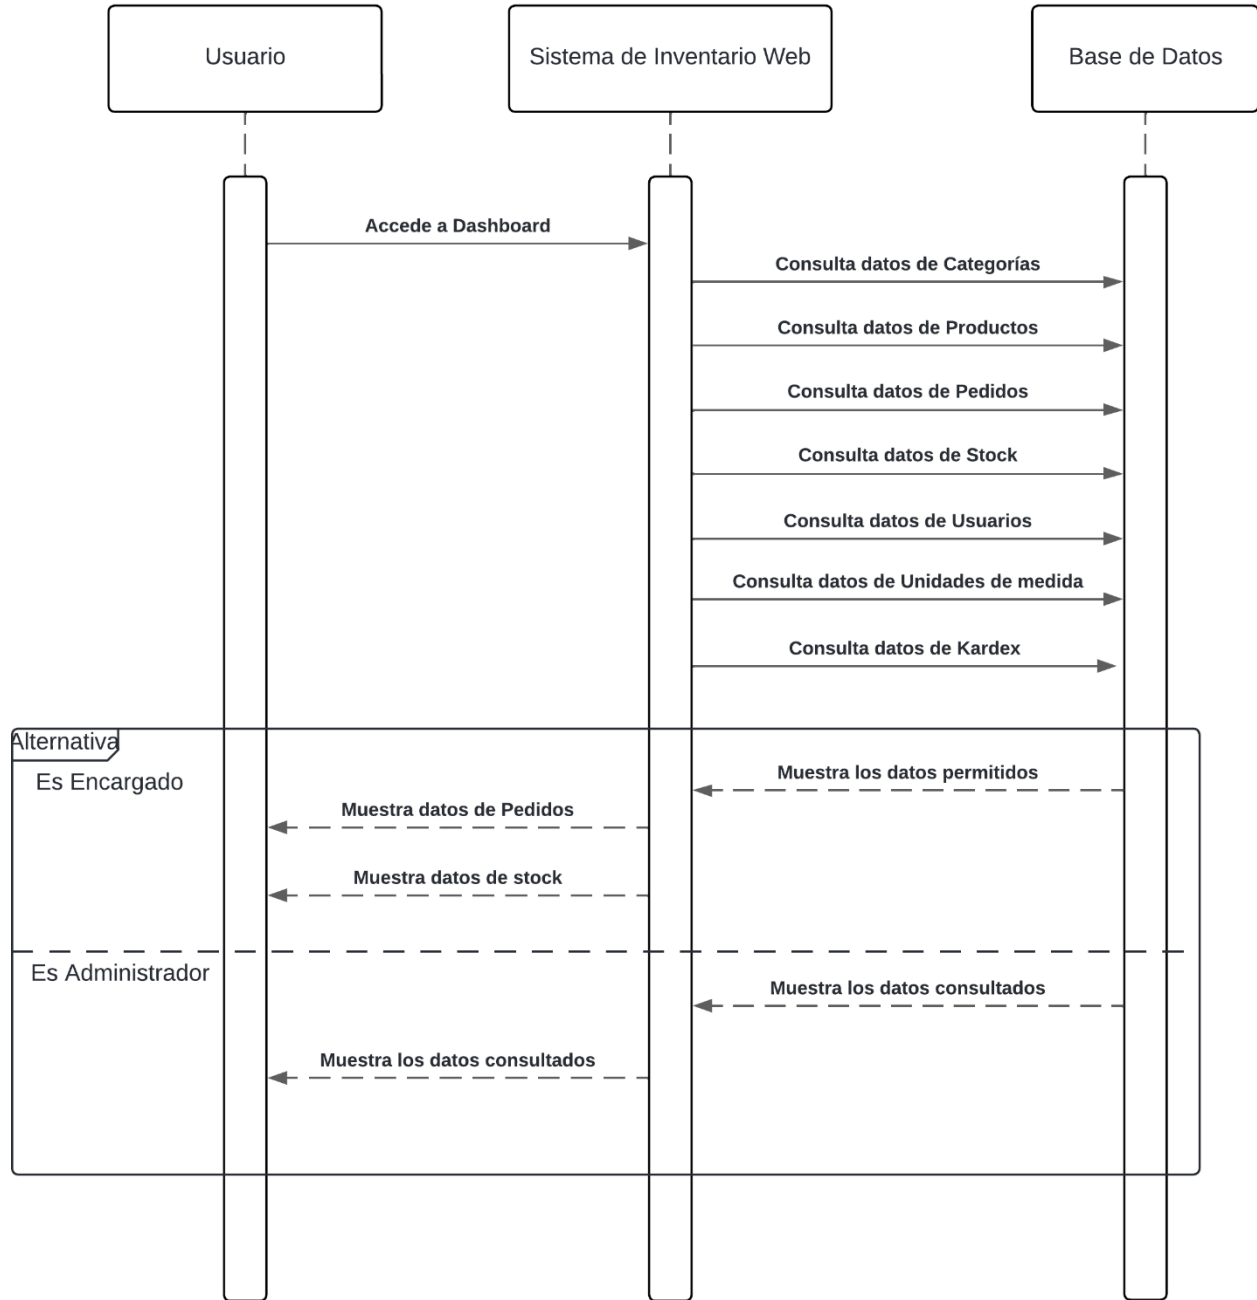 Usuario
Sistema de Inventario Web
Base de Datos
Accede a Dashboard
Consulta datos de Categorías
Consulta datos de Productos
Consulta datos de Pedidos
Consulta datos de Stock
Consulta datos de Usuarios
Consulta datos de Unidades de medida
Consulta datos de Kardex
Alternativa
Es Encargado
Muestra los datos permitidos
Muestra datos de Pedidos
Muestra datos de stock
Es Administrador
Muestra los datos consultados
Muestra los datos consultados